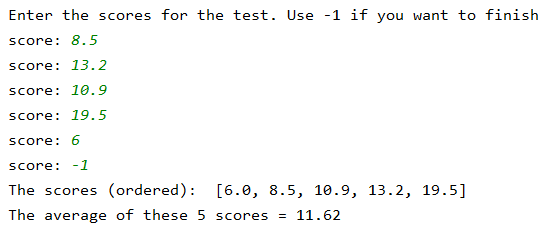 Enter the scores for the test. Use -1 if you want to finish
score: 8.5
score: 13.2
score: 10.9
score: 19.5
score: 6
score: -1
The scores (ordered):  [6.0, 8.5, 10.9, 13.2, 19.5]
The average of these 5 scores = 11.62